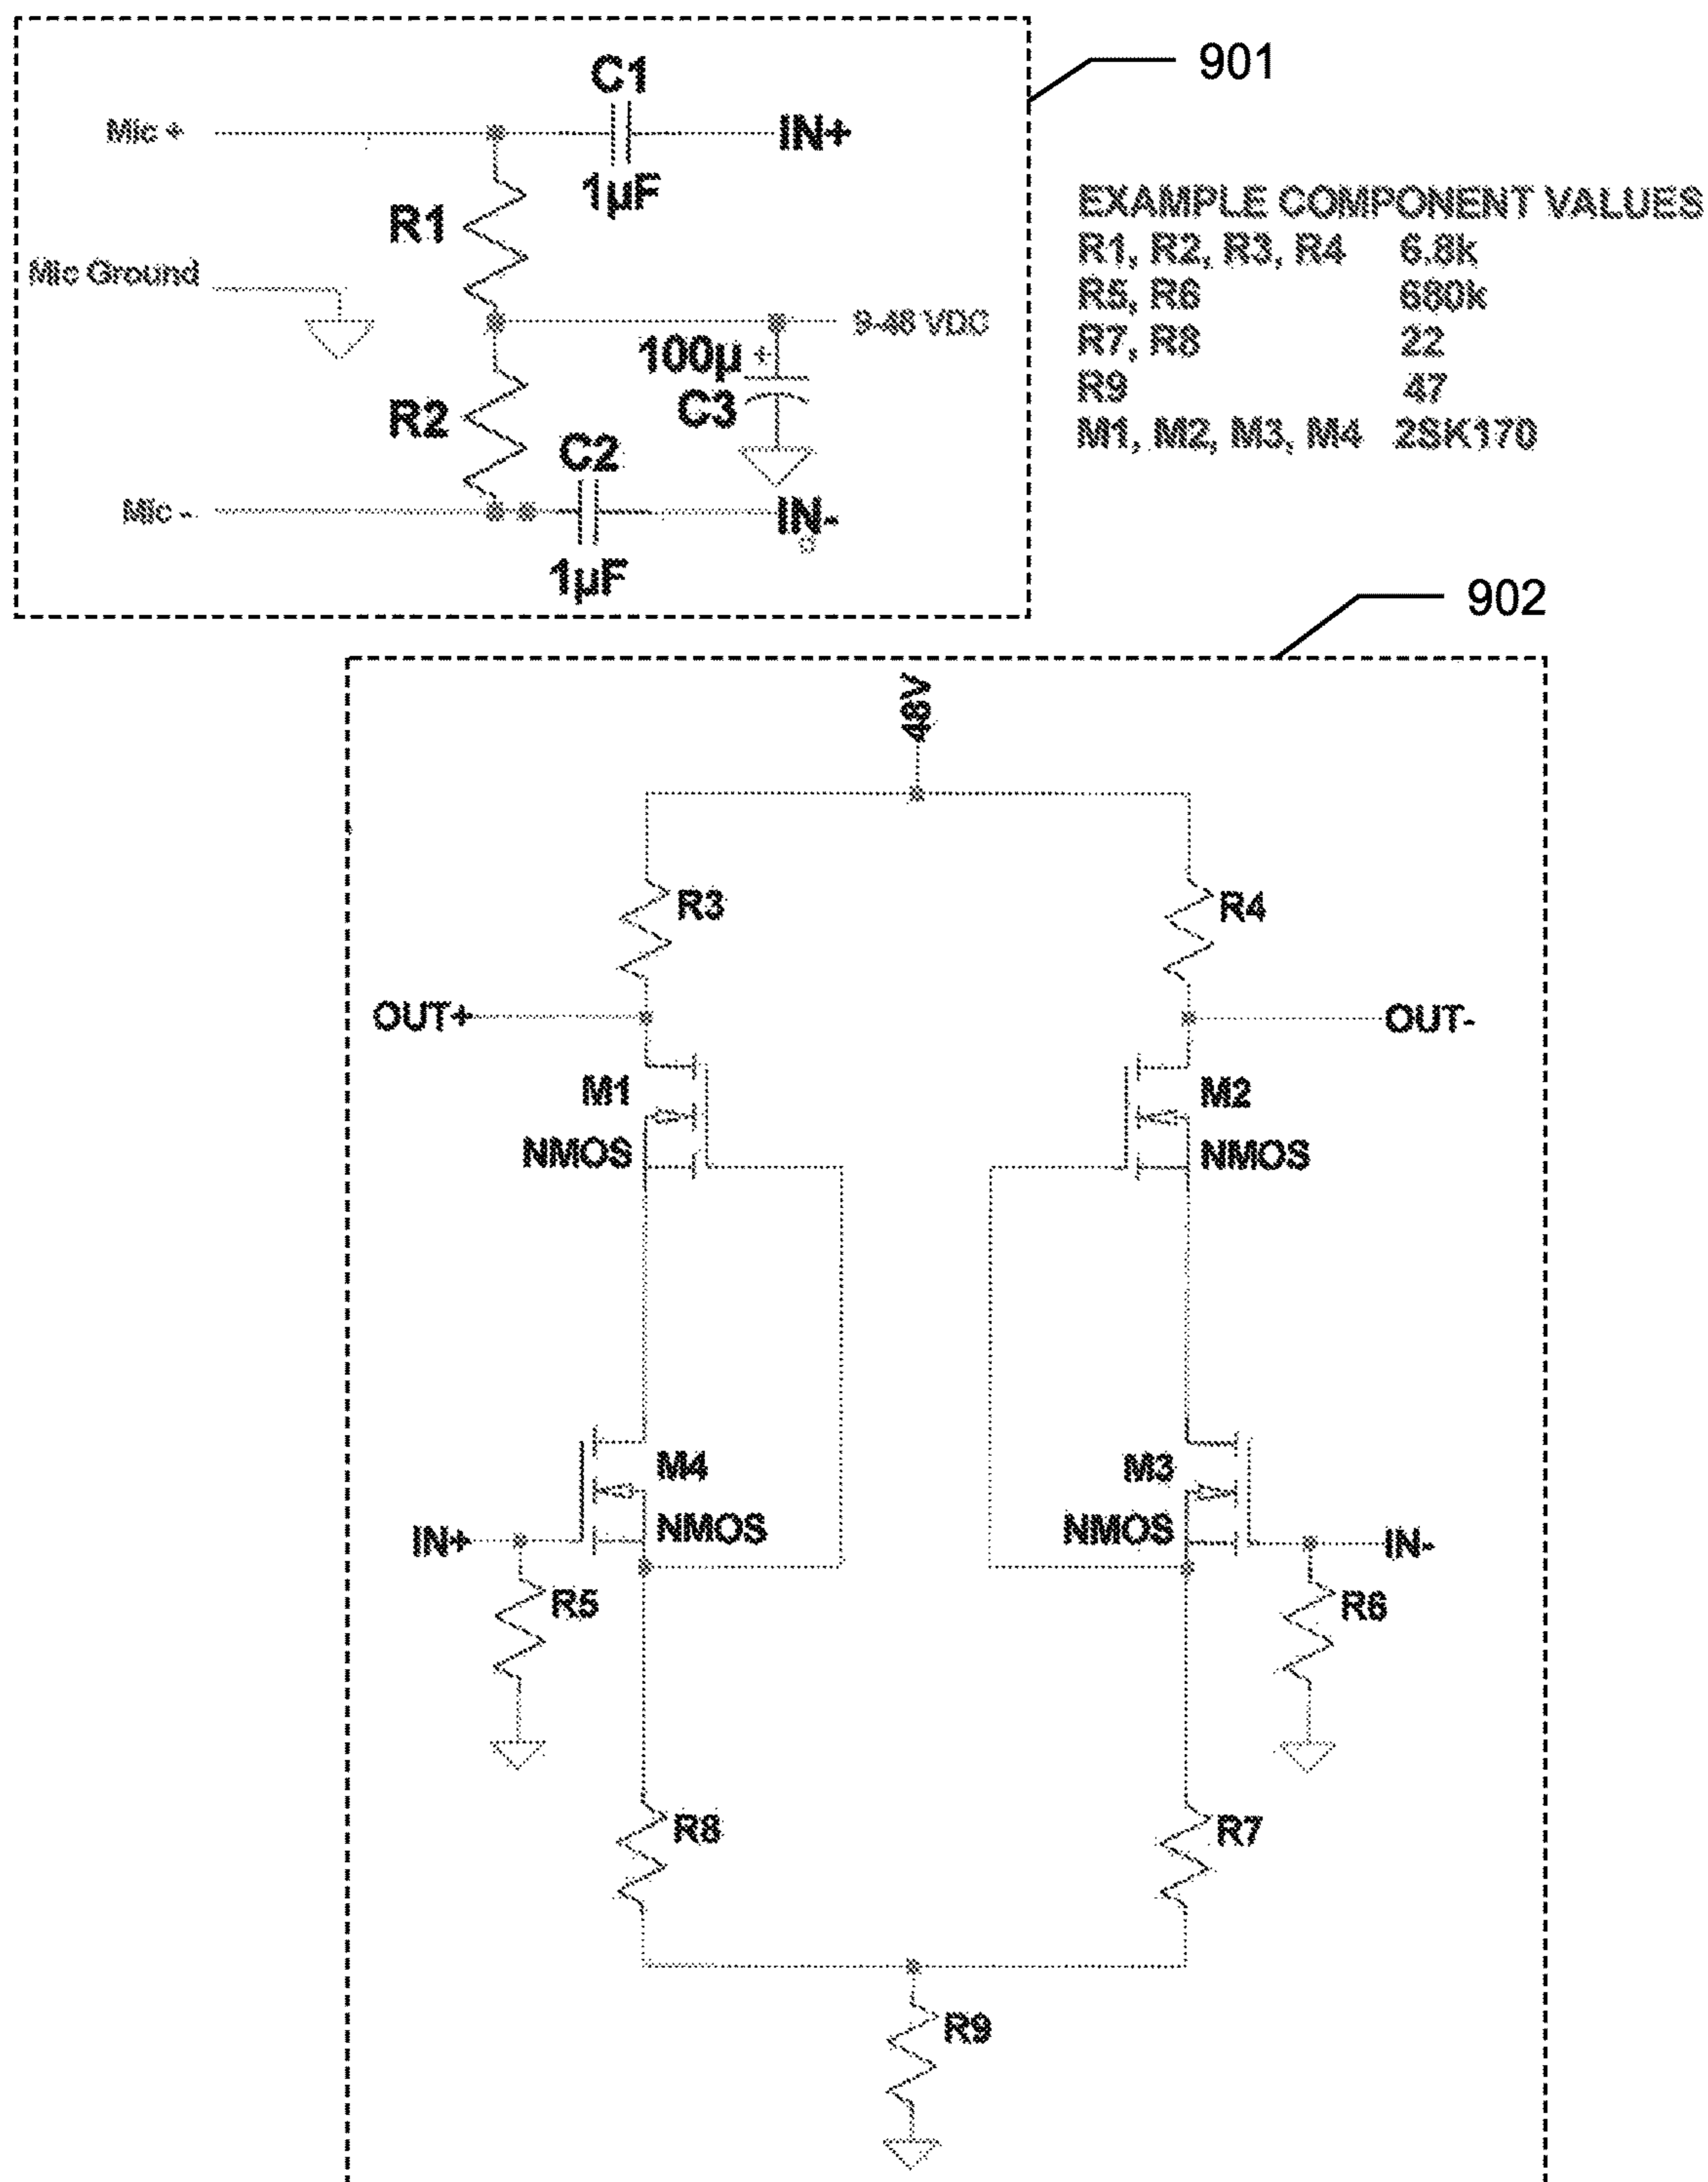 901
C1
Mic +
IN+
1µF
R1
EXAMPLE COMPONENT VALUES
R1, R2, R3, R4 6.8k
R5, R6 680k
R7, R8 22
R9 47
M1, M2, M3, M4 2SK170
Mic Ground
9-48 VDC
100µ +
C3
R2
C2
Mic -
IN-
1µF
902
48V
R3
R4
OUT+
OUT-
M1
NMOS
M2
NMOS
M4
NMOS
M3
NMOS
IN+
IN-
R5
R6
R8
R7
R9